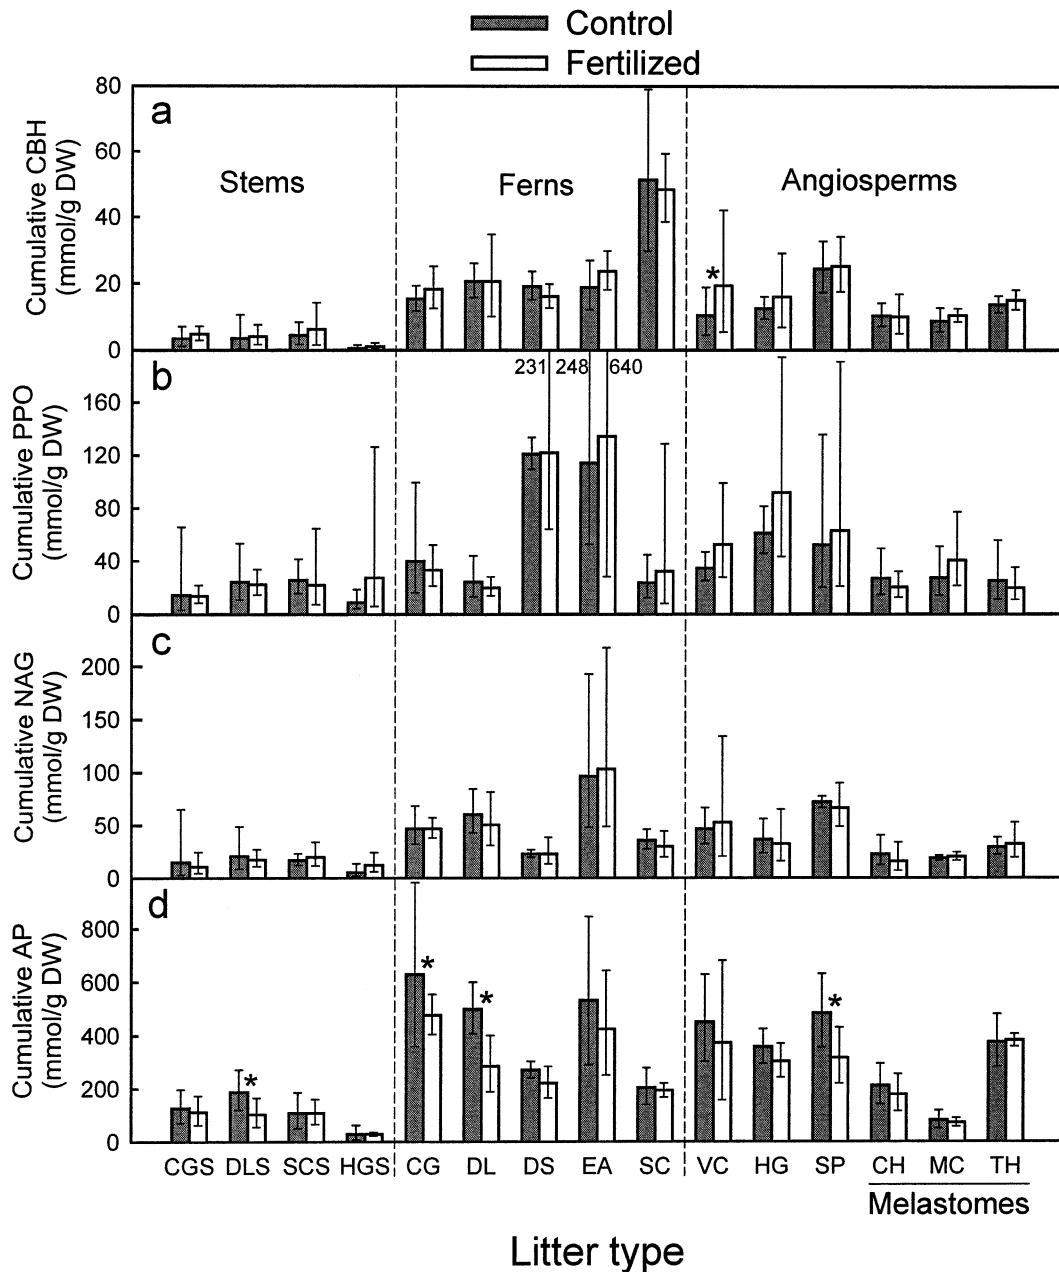 Control
Fertilized
a
Cumulative CBH
(mmol/g DW)
80
60
40
20
0
Stems
Ferns
Angiosperms
*
b
Cumulative PPO
(mmol/g DW)
160
120
80
40
0
231 248 640
c
Cumulative NAG
(mmol/g DW)
200
150
100
50
0
d
Cumulative AP
(mmol/g DW)
800
600
400
200
0
* * * *
CGS DLS SCS HGS CG DL DS EA SC VC HG SP CH MC TH
Melastomes
Litter type